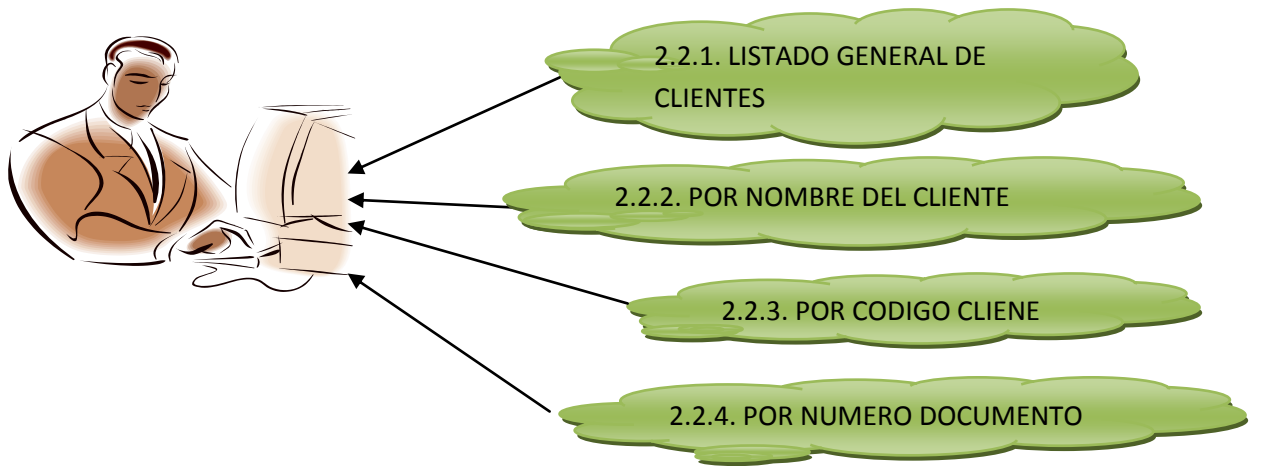 2.2.1. LISTADO GENERAL DE
CLIENTES
2.2.2. POR NOMBRE DEL CLIENTE
2.2.3. POR CODIGO CLIENE
2.2.4. POR NUMERO DOCUMENTO